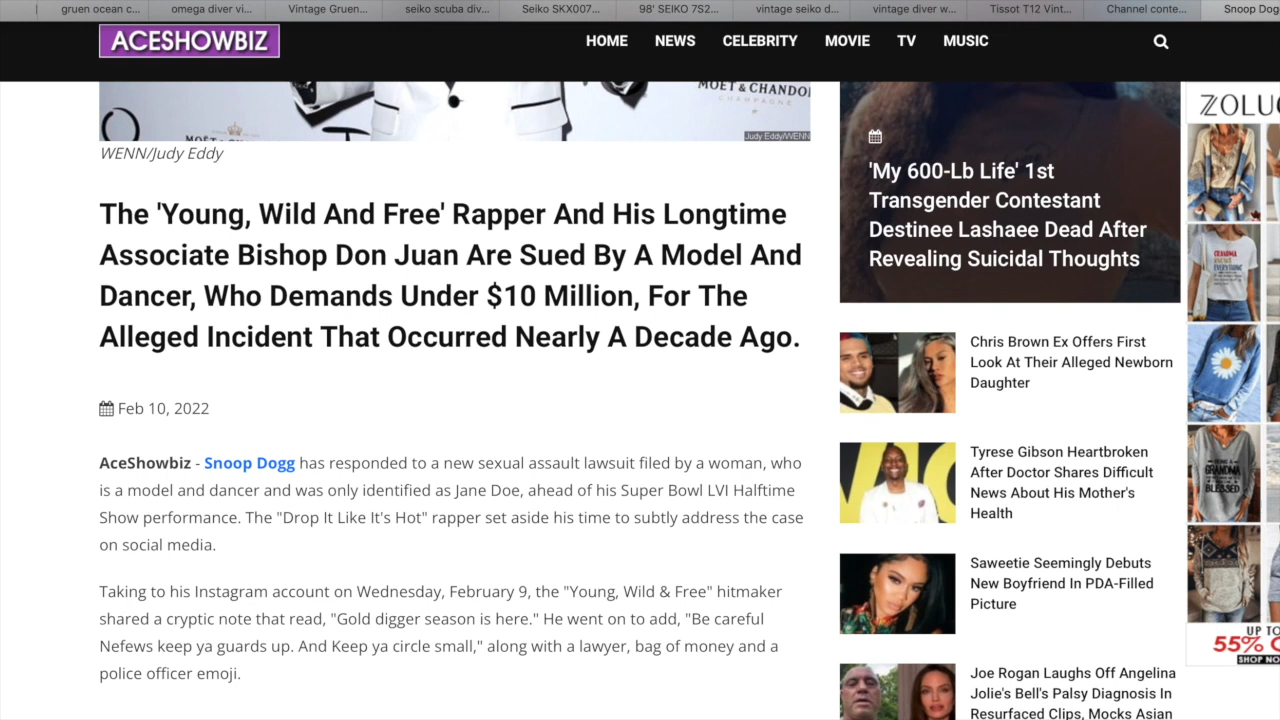 gruen ocean c...
omega diver vi...
Vintage Gruen...
seiko scuba div...
Seiko SKX007...
98' SEIKO 7S2...
vintage seiko d...
vintage diver w...
Tissot T12 Vint...
Channel conte...
Snoop Dog
ACESHOWBIZ
HOME NEWS CELEBRITY MOVIE TV MUSIC
MOËT & CHANDO
CHAMPAGNE
Judy Eddy/WENN
WENN/Judy Eddy
The 'Young, Wild And Free' Rapper And His Longtime
Associate Bishop Don Juan Are Sued By A Model And
Dancer, Who Demands Under $10 Million, For The
Alleged Incident That Occurred Nearly A Decade Ago.
Feb 10, 2022
AceShowbiz - Snoop Dogg has responded to a new sexual assault lawsuit filed by a woman, who
is a model and dancer and was only identified as Jane Doe, ahead of his Super Bowl LVI Halftime
Show performance. The "Drop It Like It's Hot" rapper set aside his time to subtly address the case
on social media.
Taking to his Instagram account on Wednesday, February 9, the "Young, Wild & Free" hitmaker
shared a cryptic note that read, "Gold digger season is here." He went on to add, "Be careful
Nefews keep ya guards up. And Keep ya circle small," along with a lawyer, bag of money and a
police officer emoji.
'My 600-Lb Life' 1st
Transgender Contestant
Destinee Lashaee Dead After
Revealing Suicidal Thoughts
Chris Brown Ex Offers First
Look At Their Alleged Newborn
Daughter
Tyrese Gibson Heartbroken
After Doctor Shares Difficult
News About His Mother's
Health
Saweetie Seemingly Debuts
New Boyfriend In PDA-Filled
Picture
Joe Rogan Laughs Off Angelina
Jolie's Bell's Palsy Diagnosis In
Resurfaced Clips, Mocks Asian
ZOLUC
GRANDMA
EVERYTHING
GRANDMA
BLESSED
UP TO
55%
SHOP NO